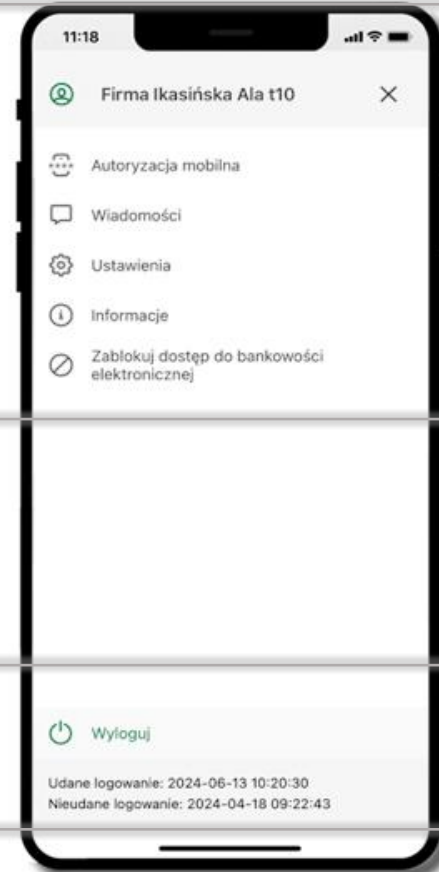 11:18
Firma Ikasińska Ala t10
Autoryzacja mobilna
Wiadomości
Ustawienia
Informacje
Zablokuj dostęp do bankowości
elektronicznej
Wyloguj
Udane logowanie: 2024-06-13 10:20:30
Nieudane logowanie: 2024-04-18 09:22:43